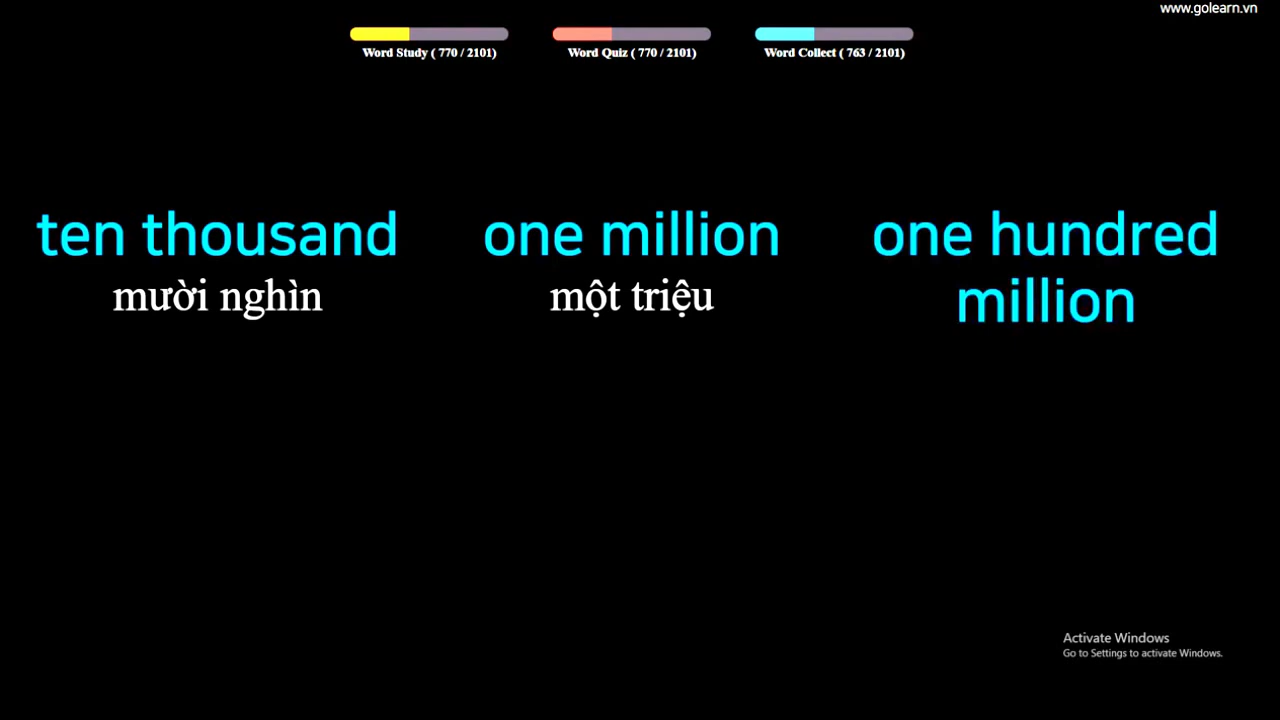 www.golearn.vn
Word Study ( 770 / 2101)
Word Quiz ( 770 / 2101)
Word Collect ( 763 / 2101)
ten thousand
mười nghìn
one million
một triệu
one hundred
million
Activate Windows
Go to Settings to activate Windows.